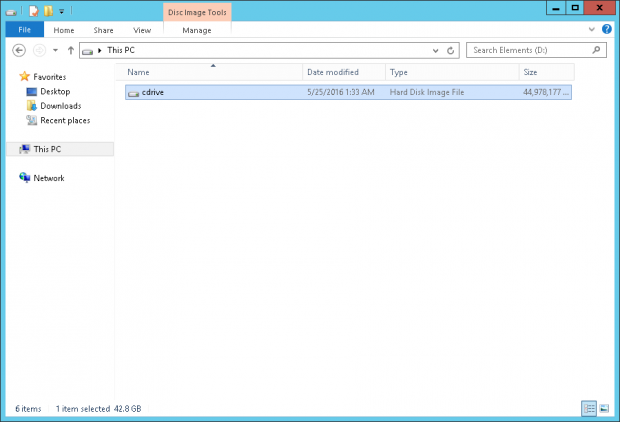 Disc Image Tools
File Home Share View Manage
This PC
Search Elements (D:)
Name Date modified Type Size
Favorites
cdrive 5/25/2016 1:33 AM Hard Disk Image File 44,978,177 ...
Desktop
Downloads
Recent places
This PC
Network
6 items 1 item selected 42.8 GB